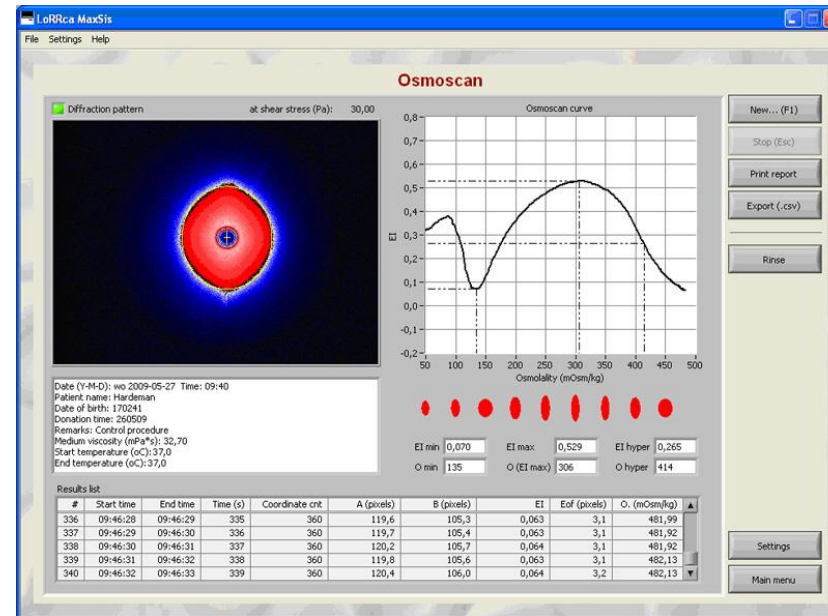 LoRRca MaxSis
File Settings Help
Osmoscan
Diffraction pattern at shear stress (Pa): 30,00
Osmoscan curve
0,8
0,7
0,6
0,5
0,4
0,3
0,2
0,1
0,0
-0,1
-0,2
EI
50 100 150 200 250 300 350 400 450 500
Osmolality (mOsm/kg)
New... (F1)
Stop (Esc)
Print report
Export (.csv)
Rinse
Date (Y-M-D): wo 2009-05-27 Time: 09:40
Patient name: Hardeman
Date of birth: 170241
Donation time: 260509
Remarks: Control procedure
Medium viscosity (mPa*s): 32,70
Start temperature (oC):37,0
End temperature (oC):37,0
EI min 0,070 EI max 0,529 EI hyper 0,265
O min 135 O (EI max) 306 O hyper 414
Results list
# Start time End time Time (s) Coordinate cnt A (pixels) B (pixels) EI Eof (pixels) O. (mOsm/kg)
336 09:46:28 09:46:29 335 360 119,6 105,3 0,063 3,1 481,99
337 09:46:29 09:46:30 336 360 119,7 105,4 0,063 3,1 481,92
338 09:46:30 09:46:31 337 360 120,2 105,7 0,064 3,1 481,92
339 09:46:31 09:46:32 338 360 119,8 105,6 0,063 3,1 482,13
340 09:46:32 09:46:33 339 360 120,4 106,0 0,064 3,2 482,13
Settings
Main menu